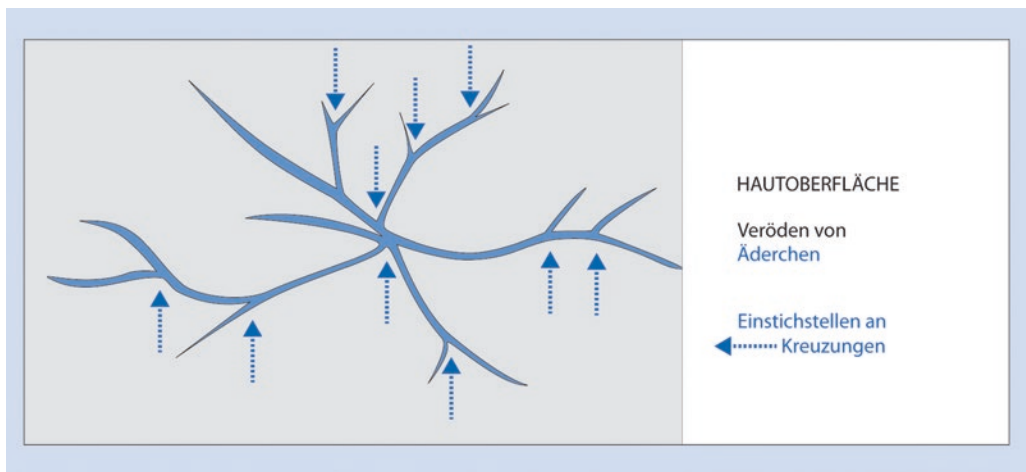 HAUTOBERFLÄCHE
Veröden von
Äderchen
Einstichstellen an
Kreuzungen